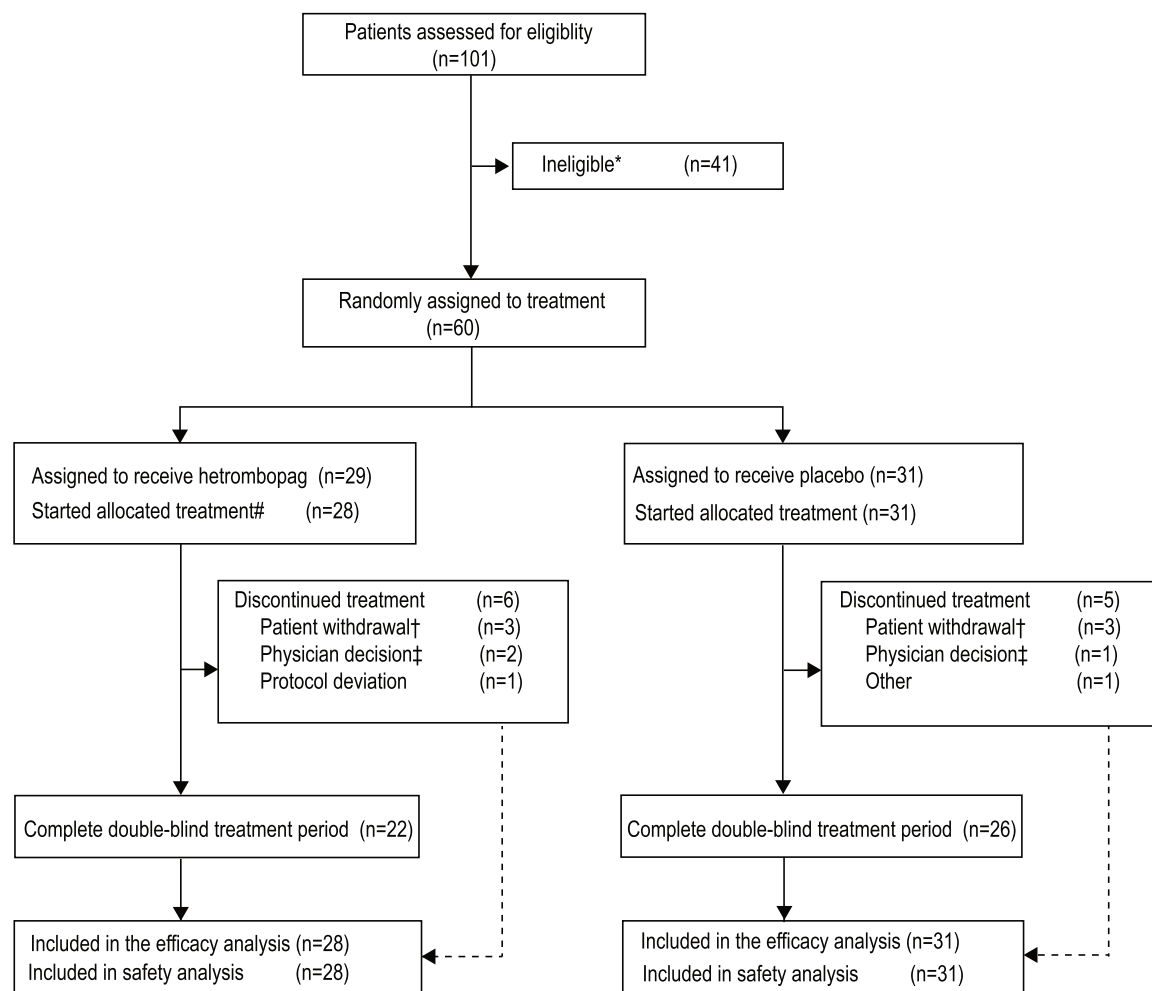 Patients assessed for eligiblity
(n=101)
Ineligible* (n=41)
Randomly assigned to treatment
(n=60)
Assigned to receive hetrombopag (n=29)
Started allocated treatment# (n=28)
Assigned to receive placebo (n=31)
Started allocated treatment (n=31)
Discontinued treatment (n=6)
Patient withdrawal† (n=3)
Physician decision‡ (n=2)
Protocol deviation (n=1)
Discontinued treatment (n=5)
Patient withdrawal† (n=3)
Physician decision‡ (n=1)
Other (n=1)
Complete double-blind treatment period (n=22)
Complete double-blind treatment period (n=26)
Included in the efficacy analysis (n=28)
Included in safety analysis (n=28)
Included in the efficacy analysis (n=31)
Included in safety analysis (n=31)